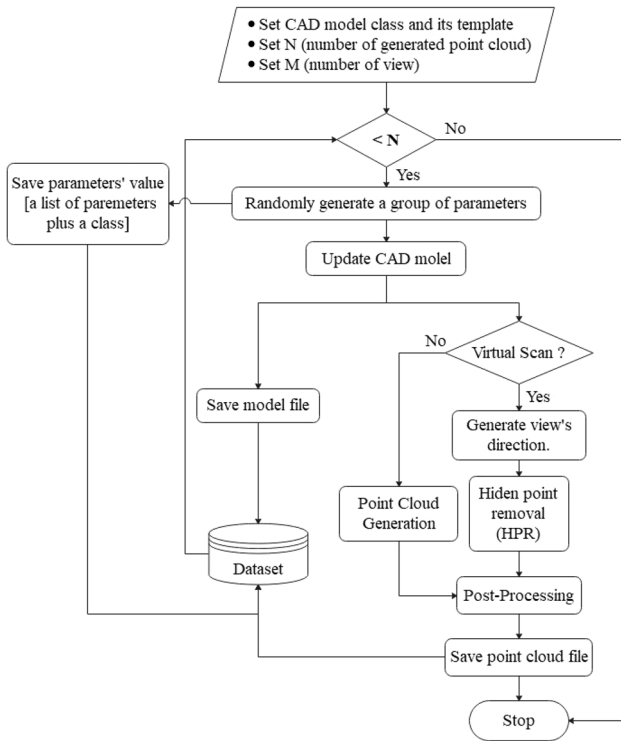 • Set CAD model class and its template
• Set N (number of generated point cloud)
• Set M (number of view)
< N
No
Yes
Save parameters' value
[a list of paremeters
plus a class]
Randomly generate a group of parameters
Update CAD molel
No
Virtual Scan ?
Yes
Save model file
Generate view's
direction.
Point Cloud
Generation
Hiden point
removal
(HPR)
Dataset
Post-Processing
Save point cloud file
Stop